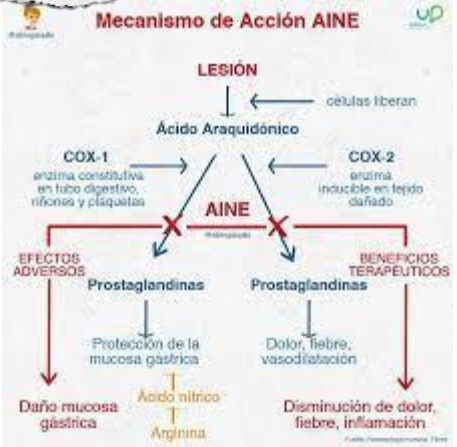 Mecanismo de Acción AINE
up
LESIÓN
células liberan
Ácido Araquidónico
COX-1
enzima constitutiva
en tubo digestivo,
riñones y plaquetas
COX-2
enzima
inducible en tejido
dañado
AINE
EFECTOS
ADVERSOS
BENEFICIOS
TERAPÉUTICOS
Prostaglandinas
Prostaglandinas
Protección de la
mucosa gástrica
Dolor, fiebre,
vasodilatación
Ácido nítrico
Arginina
Daño mucosa
gástrica
Disminución de dolor,
fiebre, inflamación